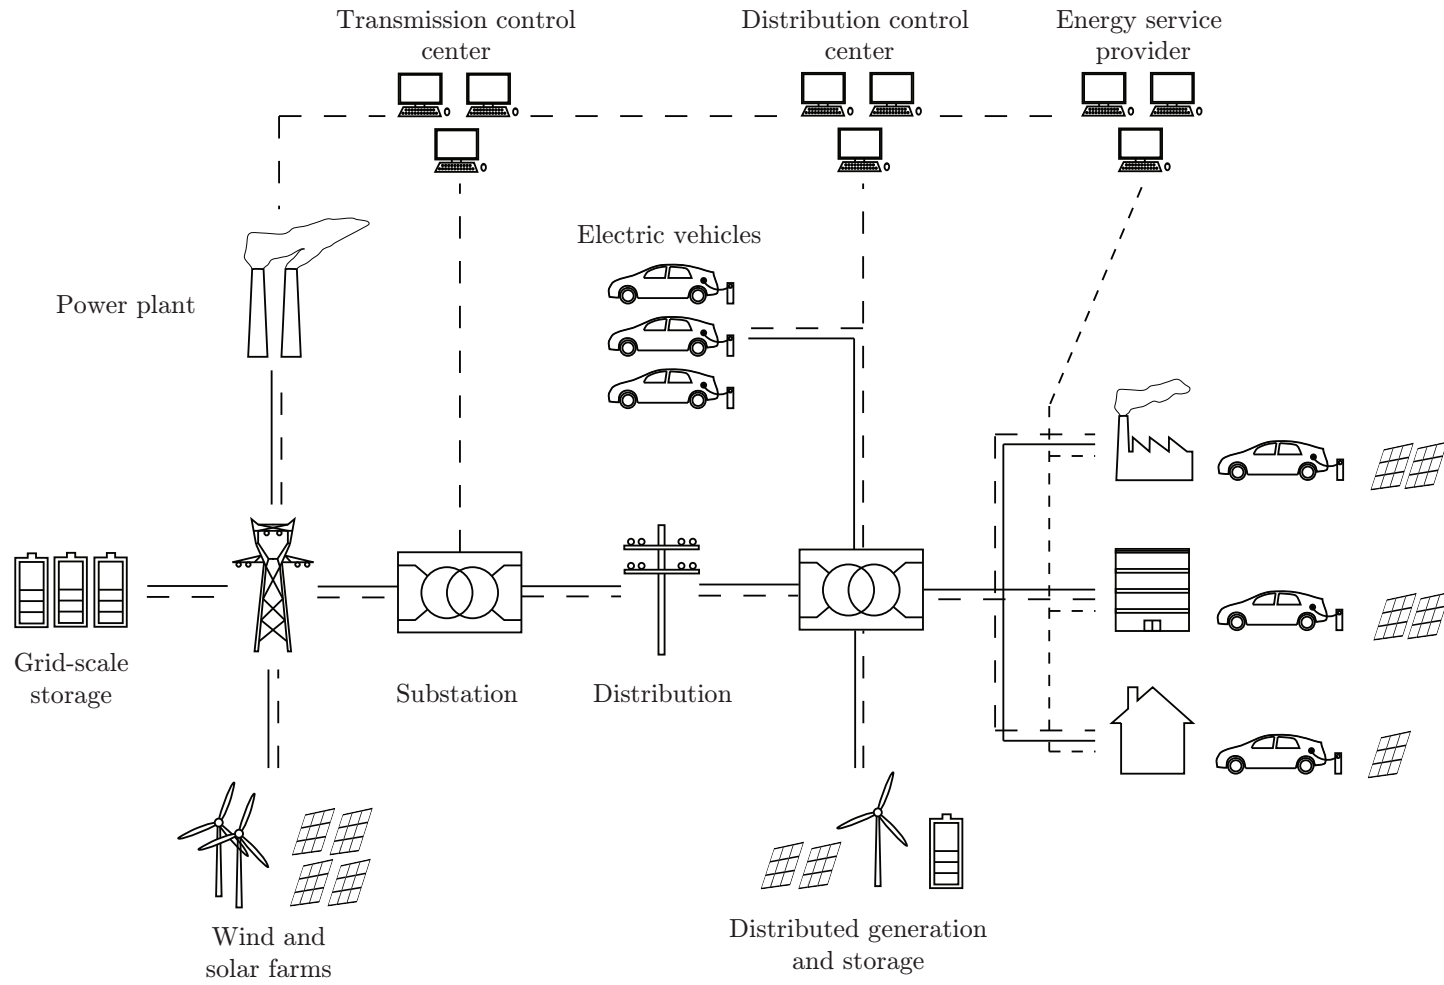 Transmission control
center
Distribution control
center
Energy service
provider
Electric vehicles
Power plant
Grid-scale
storage
Substation
Distribution
Wind and
solar farms
Distributed generation
and storage